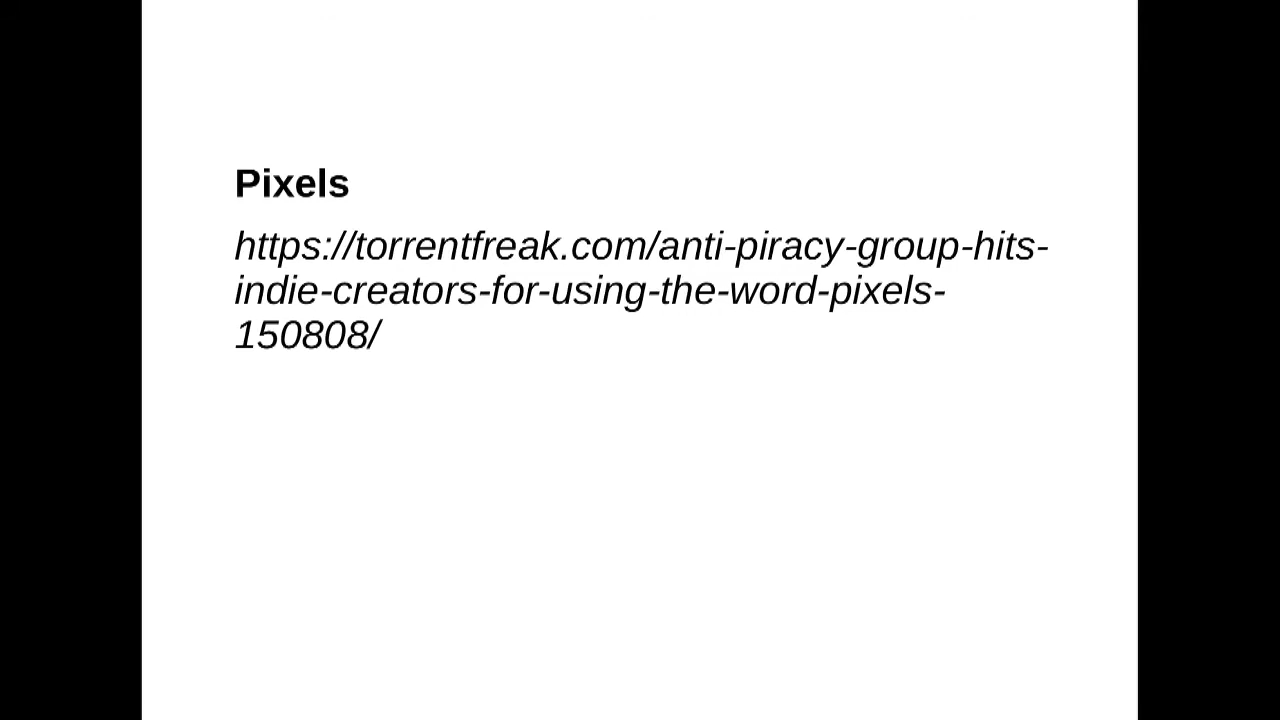 Pixels
https://torrentfreak.com/anti-piracy-group-hits-
indie-creators-for-using-the-word-pixels-
150808/